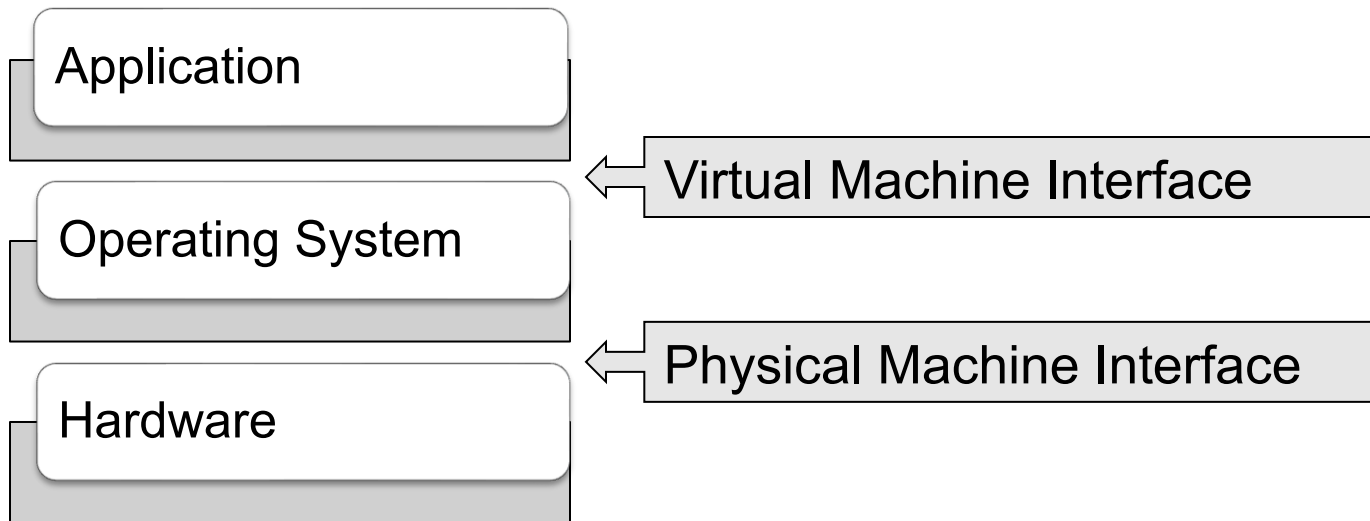 Application
Virtual Machine Interface
Operating System
Physical Machine Interface
Hardware